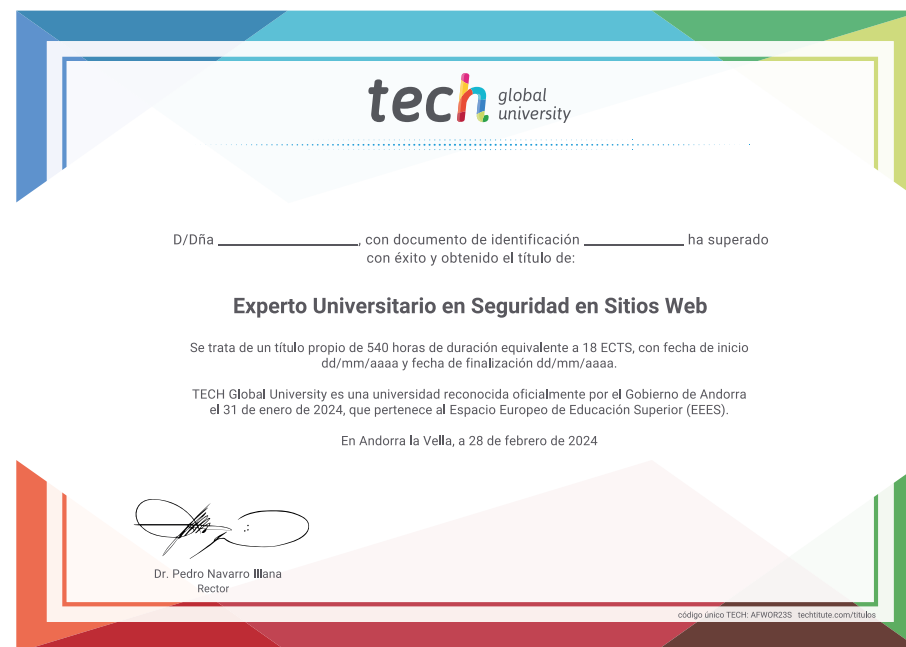 tech global university
D/Dña ____________________, con documento de identificación ______________ ha superado
con éxito y obtenido el título de:
Experto Universitario en Seguridad en Sitios Web
Se trata de un título propio de 540 horas de duración equivalente a 18 ECTS, con fecha de inicio
dd/mm/aaaa y fecha de finalización dd/mm/aaaa.
TECH Global University es una universidad reconocida oficialmente por el Gobierno de Andorra
el 31 de enero de 2024, que pertenece al Espacio Europeo de Educación Superior (EEES).
En Andorra la Vella, a 28 de febrero de 2024
Dr. Pedro Navarro Illana
Rector
código único TECH: AFWOR23S techtitute.com/titulos